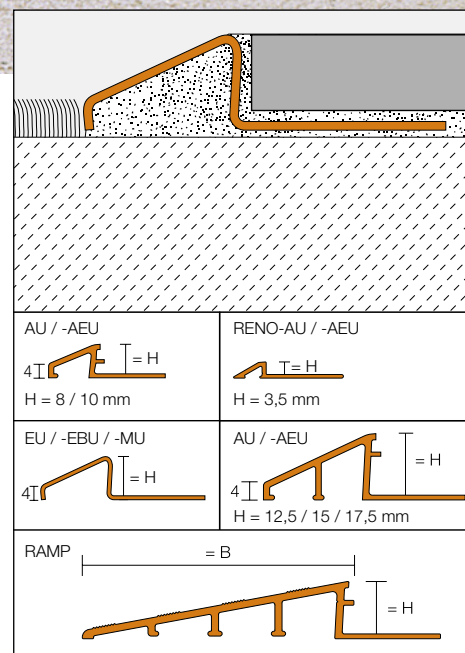 AU / -AEU
4
= H
H = 8 / 10 mm
RENO-AU / -AEU
= H
H = 3,5 mm
EU / -EBU / -MU
4
= H
AU / -AEU
4
= H
H = 12,5 / 15 / 17,5 mm
RAMP
= B
= H